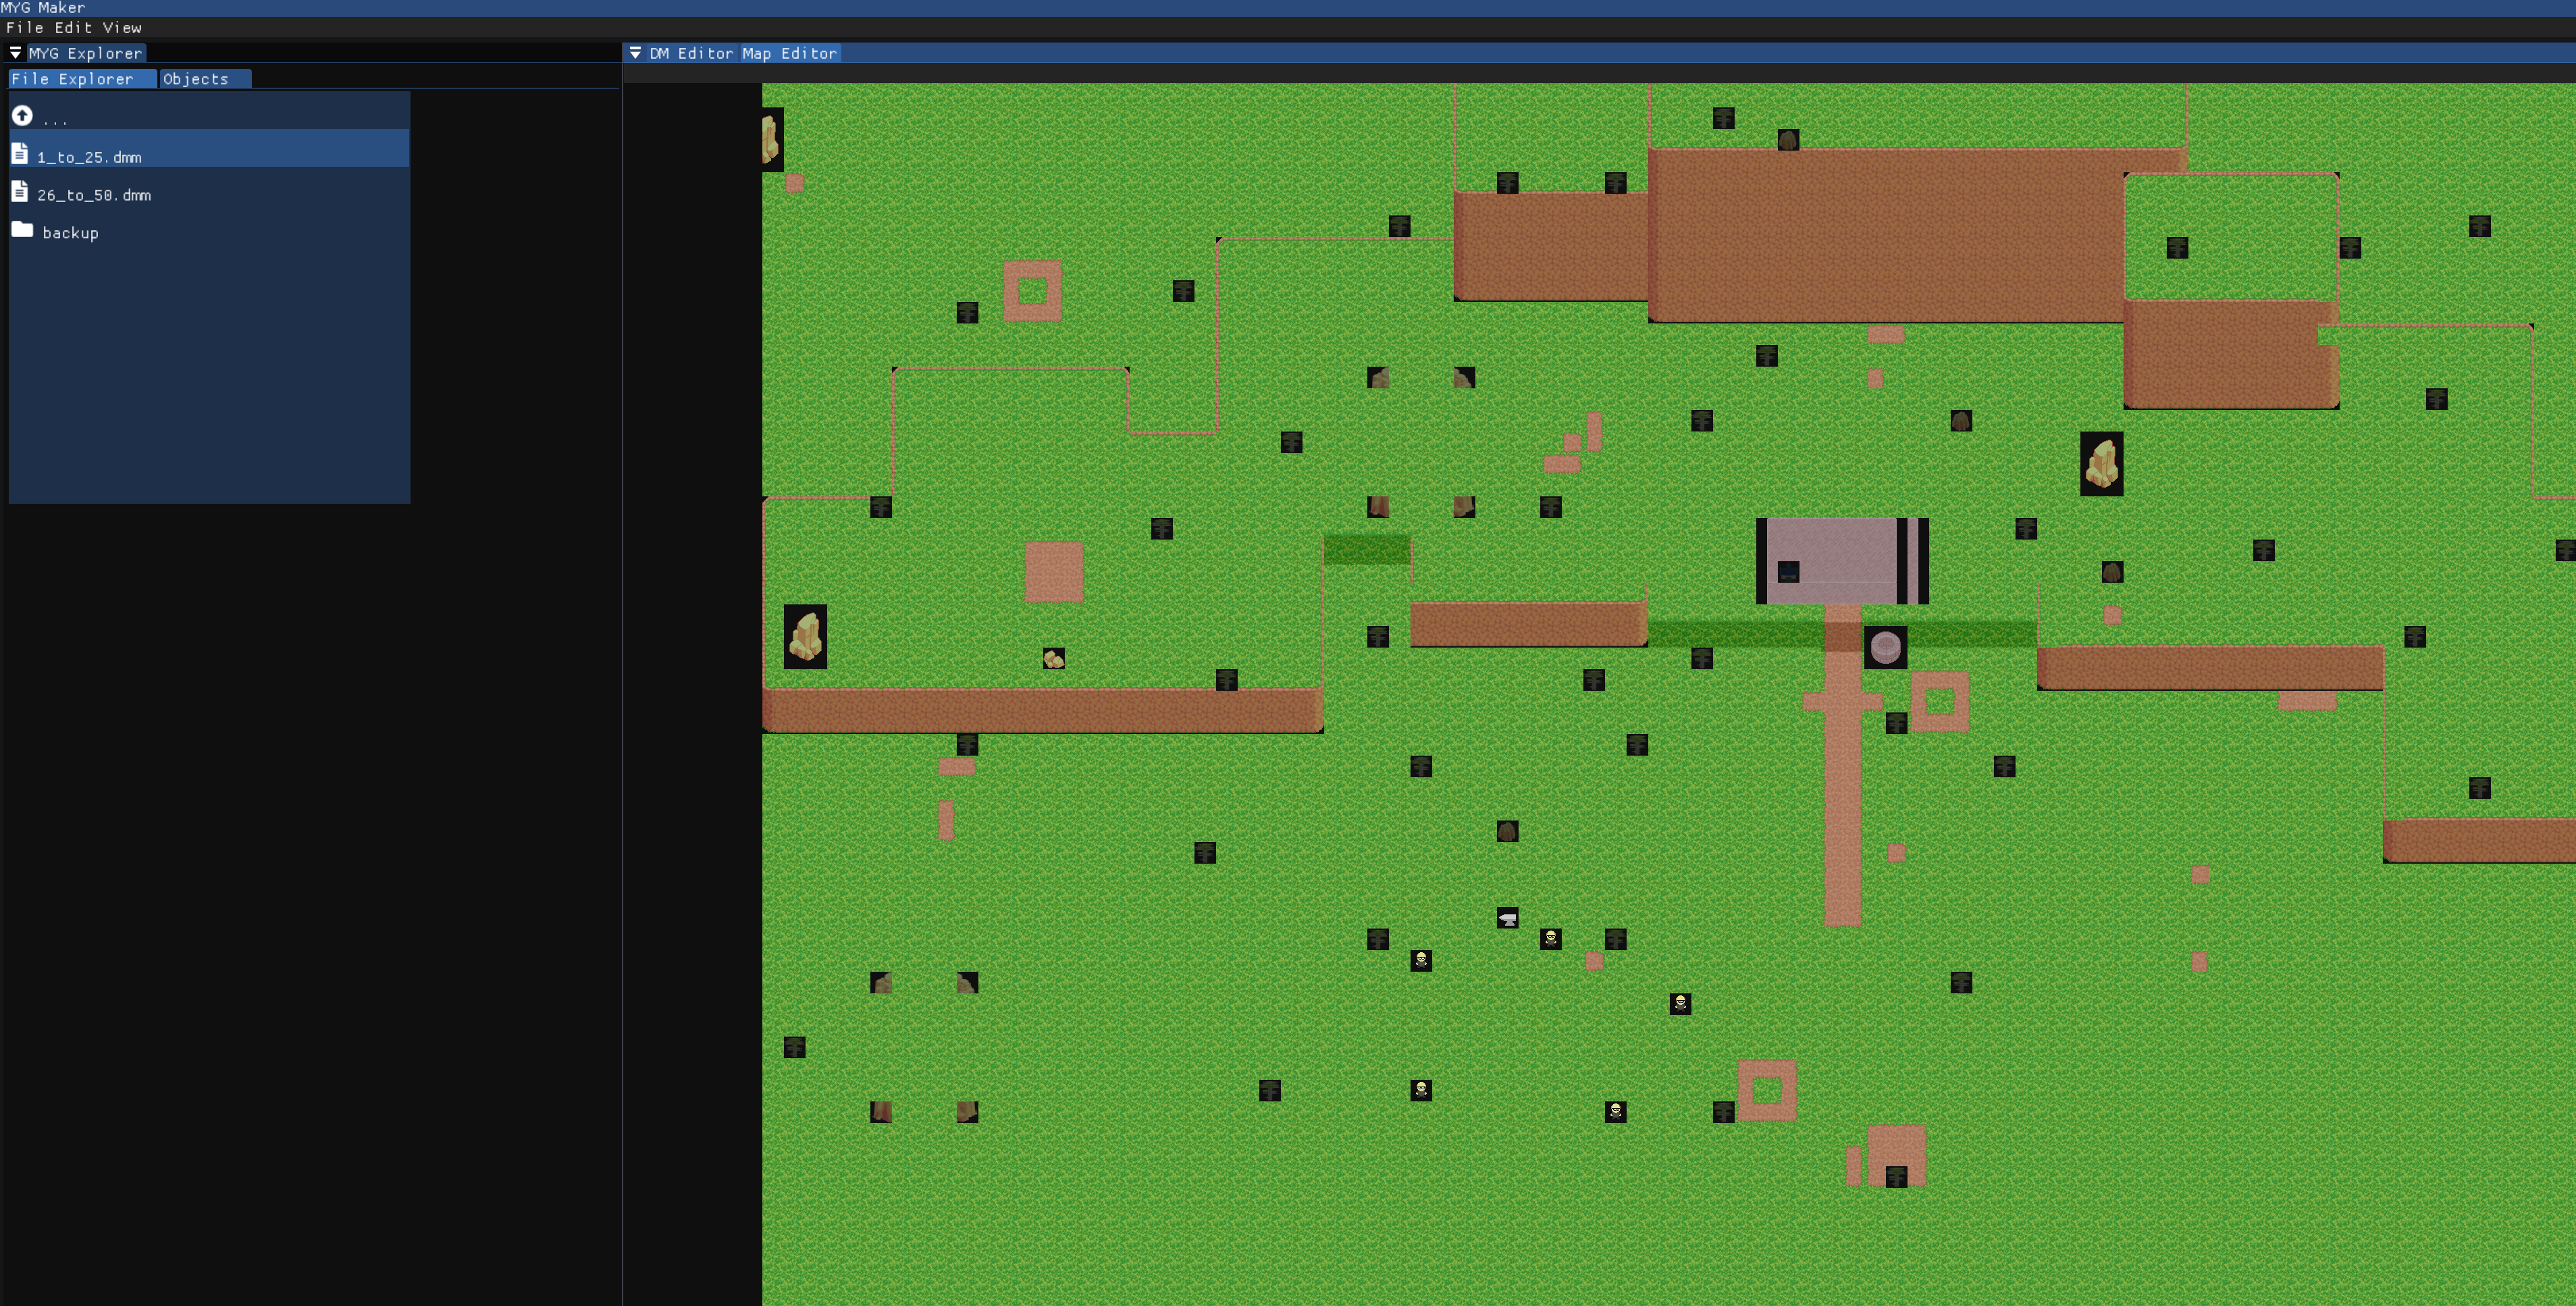 MYG Maker
File Edit View
MYG Explorer
DM Editor Map Editor
File Explorer Objects
...
1_to_25.dmm
26_to_50.dmm
backup